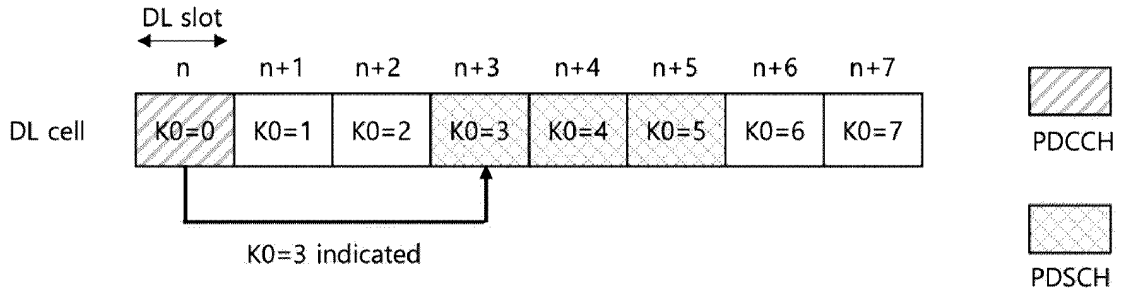 DL slot
n n+1 n+2 n+3 n+4 n+5 n+6 n+7
DL cell K0=0 K0=1 K0=2 K0=3 K0=4 K0=5 K0=6 K0=7
K0=3 indicated
PDCCH
PDSCH